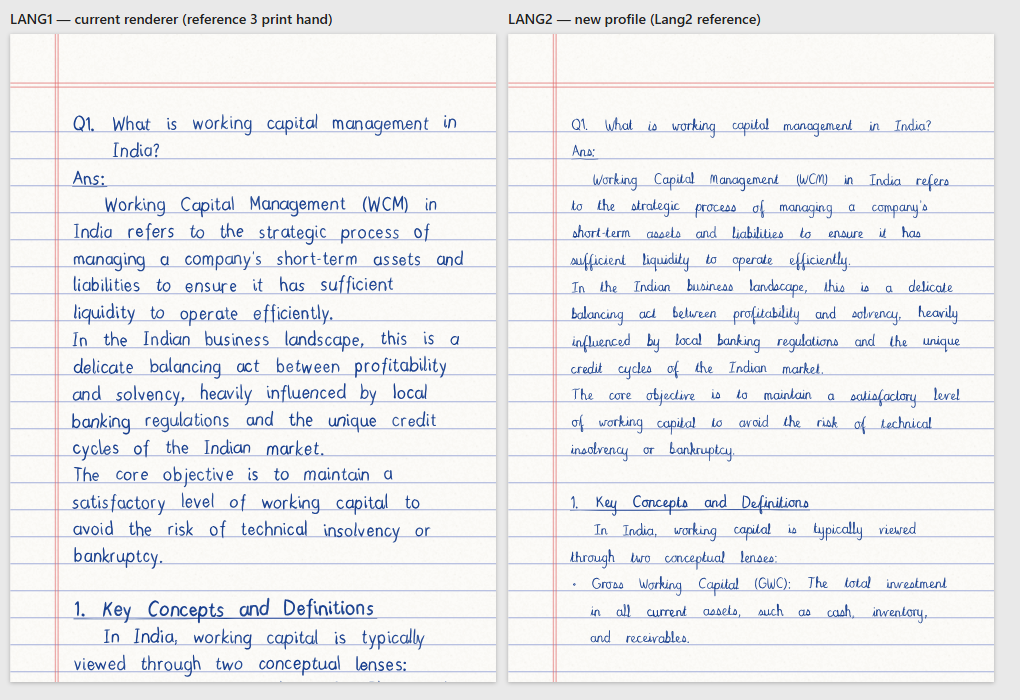 LANG1 — current renderer (reference 3 print hand)
Q1. What is working capital management in
India?
Ans:
Working Capital Management (WCM) in
India refers to the strategic process of
managing a company's short-term assets and
liabilities to ensure it has sufficient
liquidity to operate efficiently.
In the Indian business landscape, this is a
delicate balancing act between profitability
and solvency, heavily influenced by local
banking regulations and the unique credit
cycles of the Indian market.
The core objective is to maintain a
satisfactory level of working capital to
avoid the risk of technical insolvency or
bankruptcy.
1. Key Concepts and Definitions
In India, working capital is typically
viewed through two conceptual lenses:
LANG2 — new profile (Lang2 reference)
Q1. What is working capital management in India?
Ans:
Working Capital Management (WCM) in India refers
to the strategic process of managing a company's
short-term assets and liabilities to ensure it has
sufficient liquidity to operate efficiently.
In the Indian business landscape, this is a delicate
balancing act between profitability and solvency, heavily
influenced by local banking regulations and the unique
credit cycles of the Indian market.
The core objective is to maintain a satisfactory level
of working capital to avoid the risk of technical
insolvency or bankruptcy.
1. Key Concepts and Definitions
In India, working capital is typically viewed
through two conceptual lenses:
• Gross Working Capital (GWC): The total investment
in all current assets, such as cash, inventory,
and receivables.